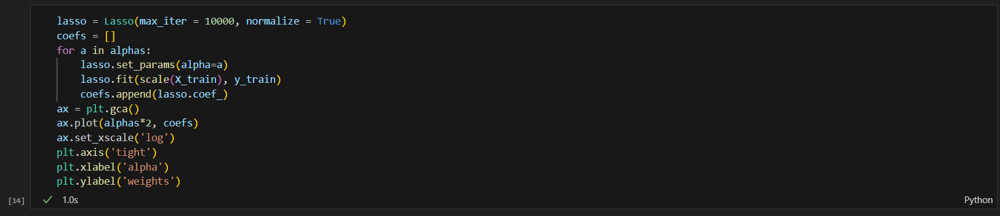 lasso = Lasso(max_iter = 10000, normalize = True)
coefs = []
for a in alphas:
    lasso.set_params(alpha=a)
    lasso.fit(scale(X_train), y_train)
    coefs.append(lasso.coef_)
ax = plt.gca()
ax.plot(alphas*2, coefs)
ax.set_xscale('log')
plt.axis('tight')
plt.xlabel('alpha')
plt.ylabel('weights')
[14] ✓ 1.0s Python